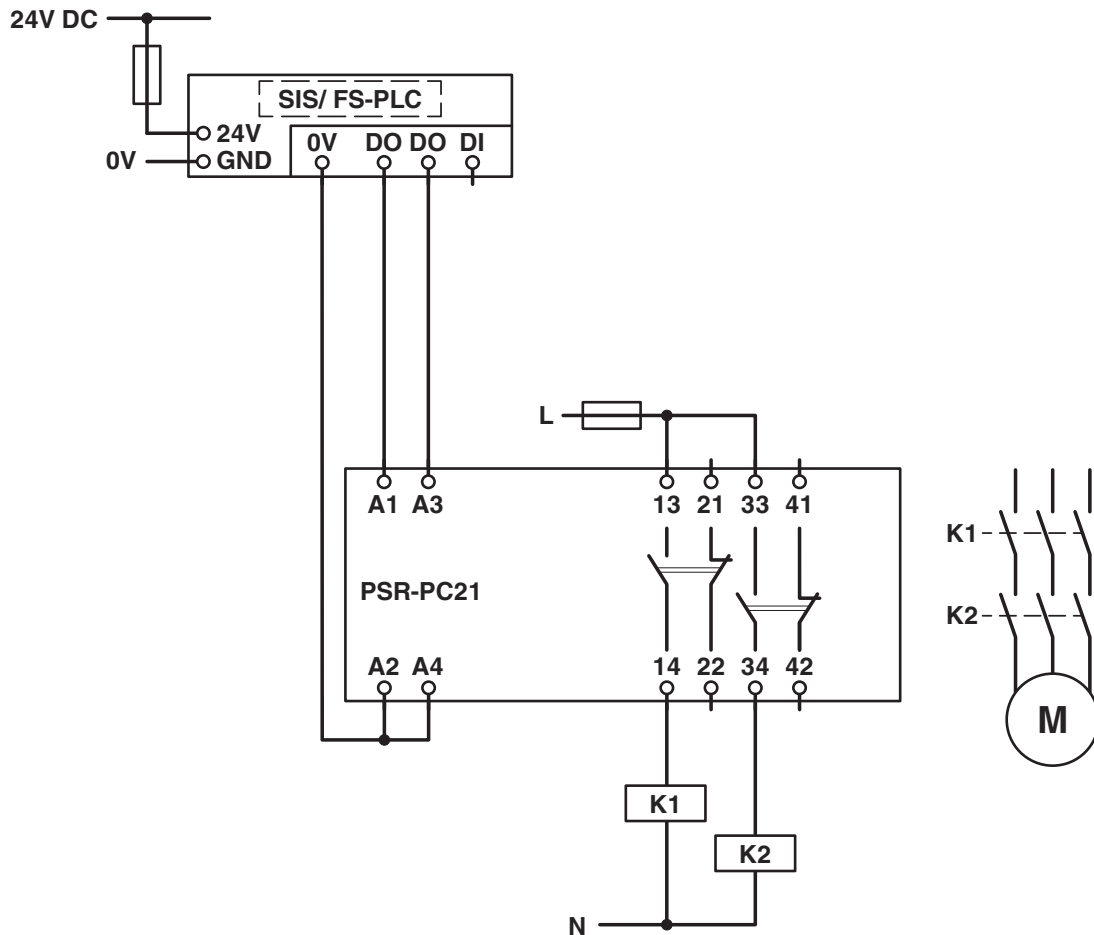 24V DC
SIS/ FS-PLC
24V
0V DO DO DI
0V
GND
L
A1 A3
13 21 33 41
K1
PSR-PC21
K2
A2 A4
14 22 34 42
M
K1
K2
N